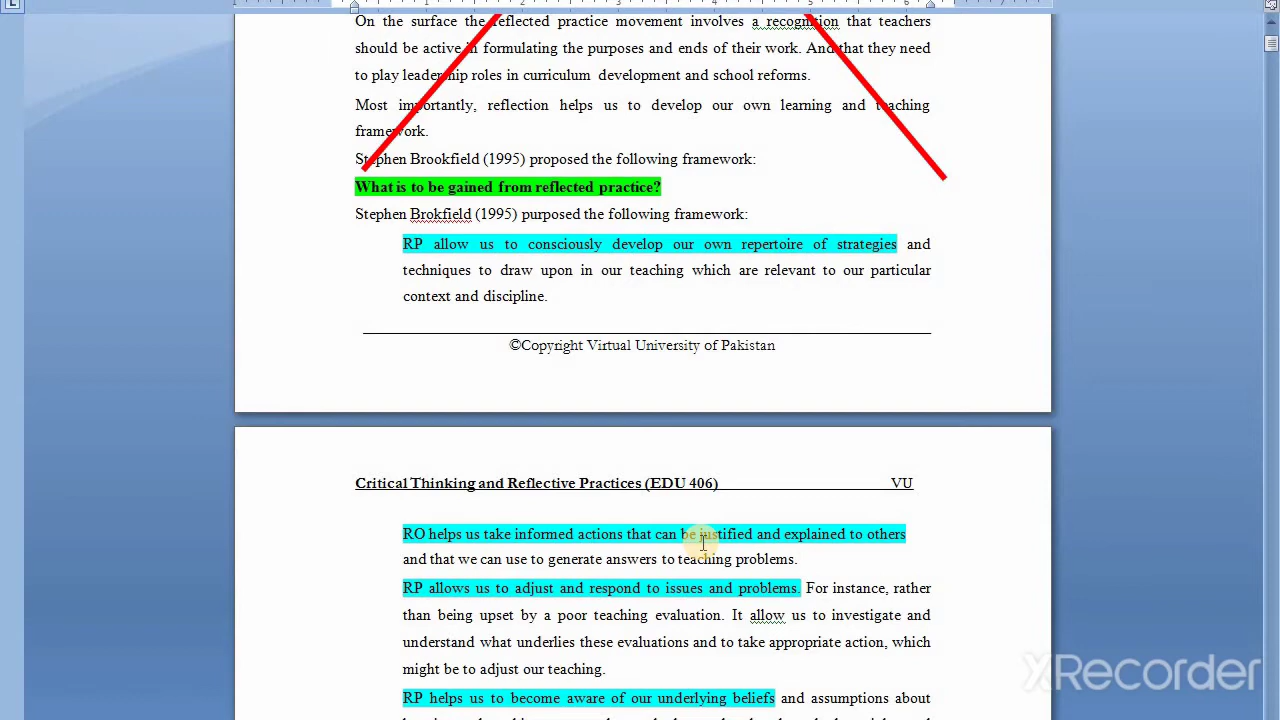 On the surface the reflected practice movement involves a recognition that teachers
should be active in formulating the purposes and ends of their work. And that they need
to play leadership roles in curriculum development and school reforms.
Most importantly, reflection helps us to develop our own learning and teaching
framework.
Stephen Brookfield (1995) proposed the following framework:
What is to be gained from reflected practice?
Stephen Brokfield (1995) purposed the following framework:
RP allow us to consciously develop our own repertoire of strategies and
techniques to draw upon in our teaching which are relevant to our particular
context and discipline.
©Copyright Virtual University of Pakistan
Critical Thinking and Reflective Practices (EDU 406) VU
RO helps us take informed actions that can be justified and explained to others
and that we can use to generate answers to teaching problems.
RP allows us to adjust and respond to issues and problems. For instance, rather
than being upset by a poor teaching evaluation. It allow us to investigate and
understand what underlies these evaluations and to take appropriate action, which
might be to adjust our teaching.
RP helps us to become aware of our underlying beliefs and assumptions about
XRecorder